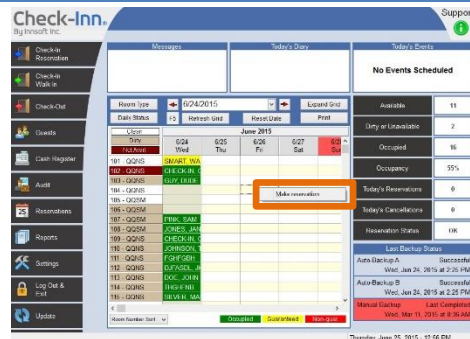 Check-Inn.
By Innsoft Inc.
Support
Check-In
Reservation
Check-In
Walk in
Check-Out
Guests
Cash Register
Audit
25 Reservations
Reports
Settings
Log Out &
Exit
Update
Messages
Today's Diary
Today's Events
No Events Scheduled
Room Type
6/24/2015
Expand Grid
Daily Status
F5 Refresh Grid
Reset Date
Print
Clean
June 2015
Dirty
6/24 6/25 6/26 6/27
Wed Thu Fri Sat
101 - QQNS SMART, WA
102 - QQNS CHECK-IN,
103 - QQNS GUY, DUDE
104 - QQNS
105 - QQSM
106 - QQSM
Make reservation
107 - QQSM PINK, SAM
108 - QQSM JONES, JAN
109 - QQNS CHECK-IN,
110 - QQNS JOHNSON,
111 - QQNS FGHFGBH
112 - QQNS
113 - QQNS DOE, JOHN
114 - QQNS
115 - QQNS SILVER, MA
Room Number Sort
Occupied Guaranteed Non-guar
Available 11
Dirty or Unavailable 2
Occupied 16
Occupancy 55%
Today's Reservations 0
Today's Cancellations 0
Reservation Status OK
Last Backup Status
Auto-Backup A Successful
Wed, Jun 24, 2015 at 2:25 PM
Auto-Backup B Successful
Wed, Jun 24, 2015 at 2:25 PM
Manual Backup Last Completed
Wed, Mar 11, 2015 at 8:36 AM
Thursday, June 25, 2015 - 12:56 PM